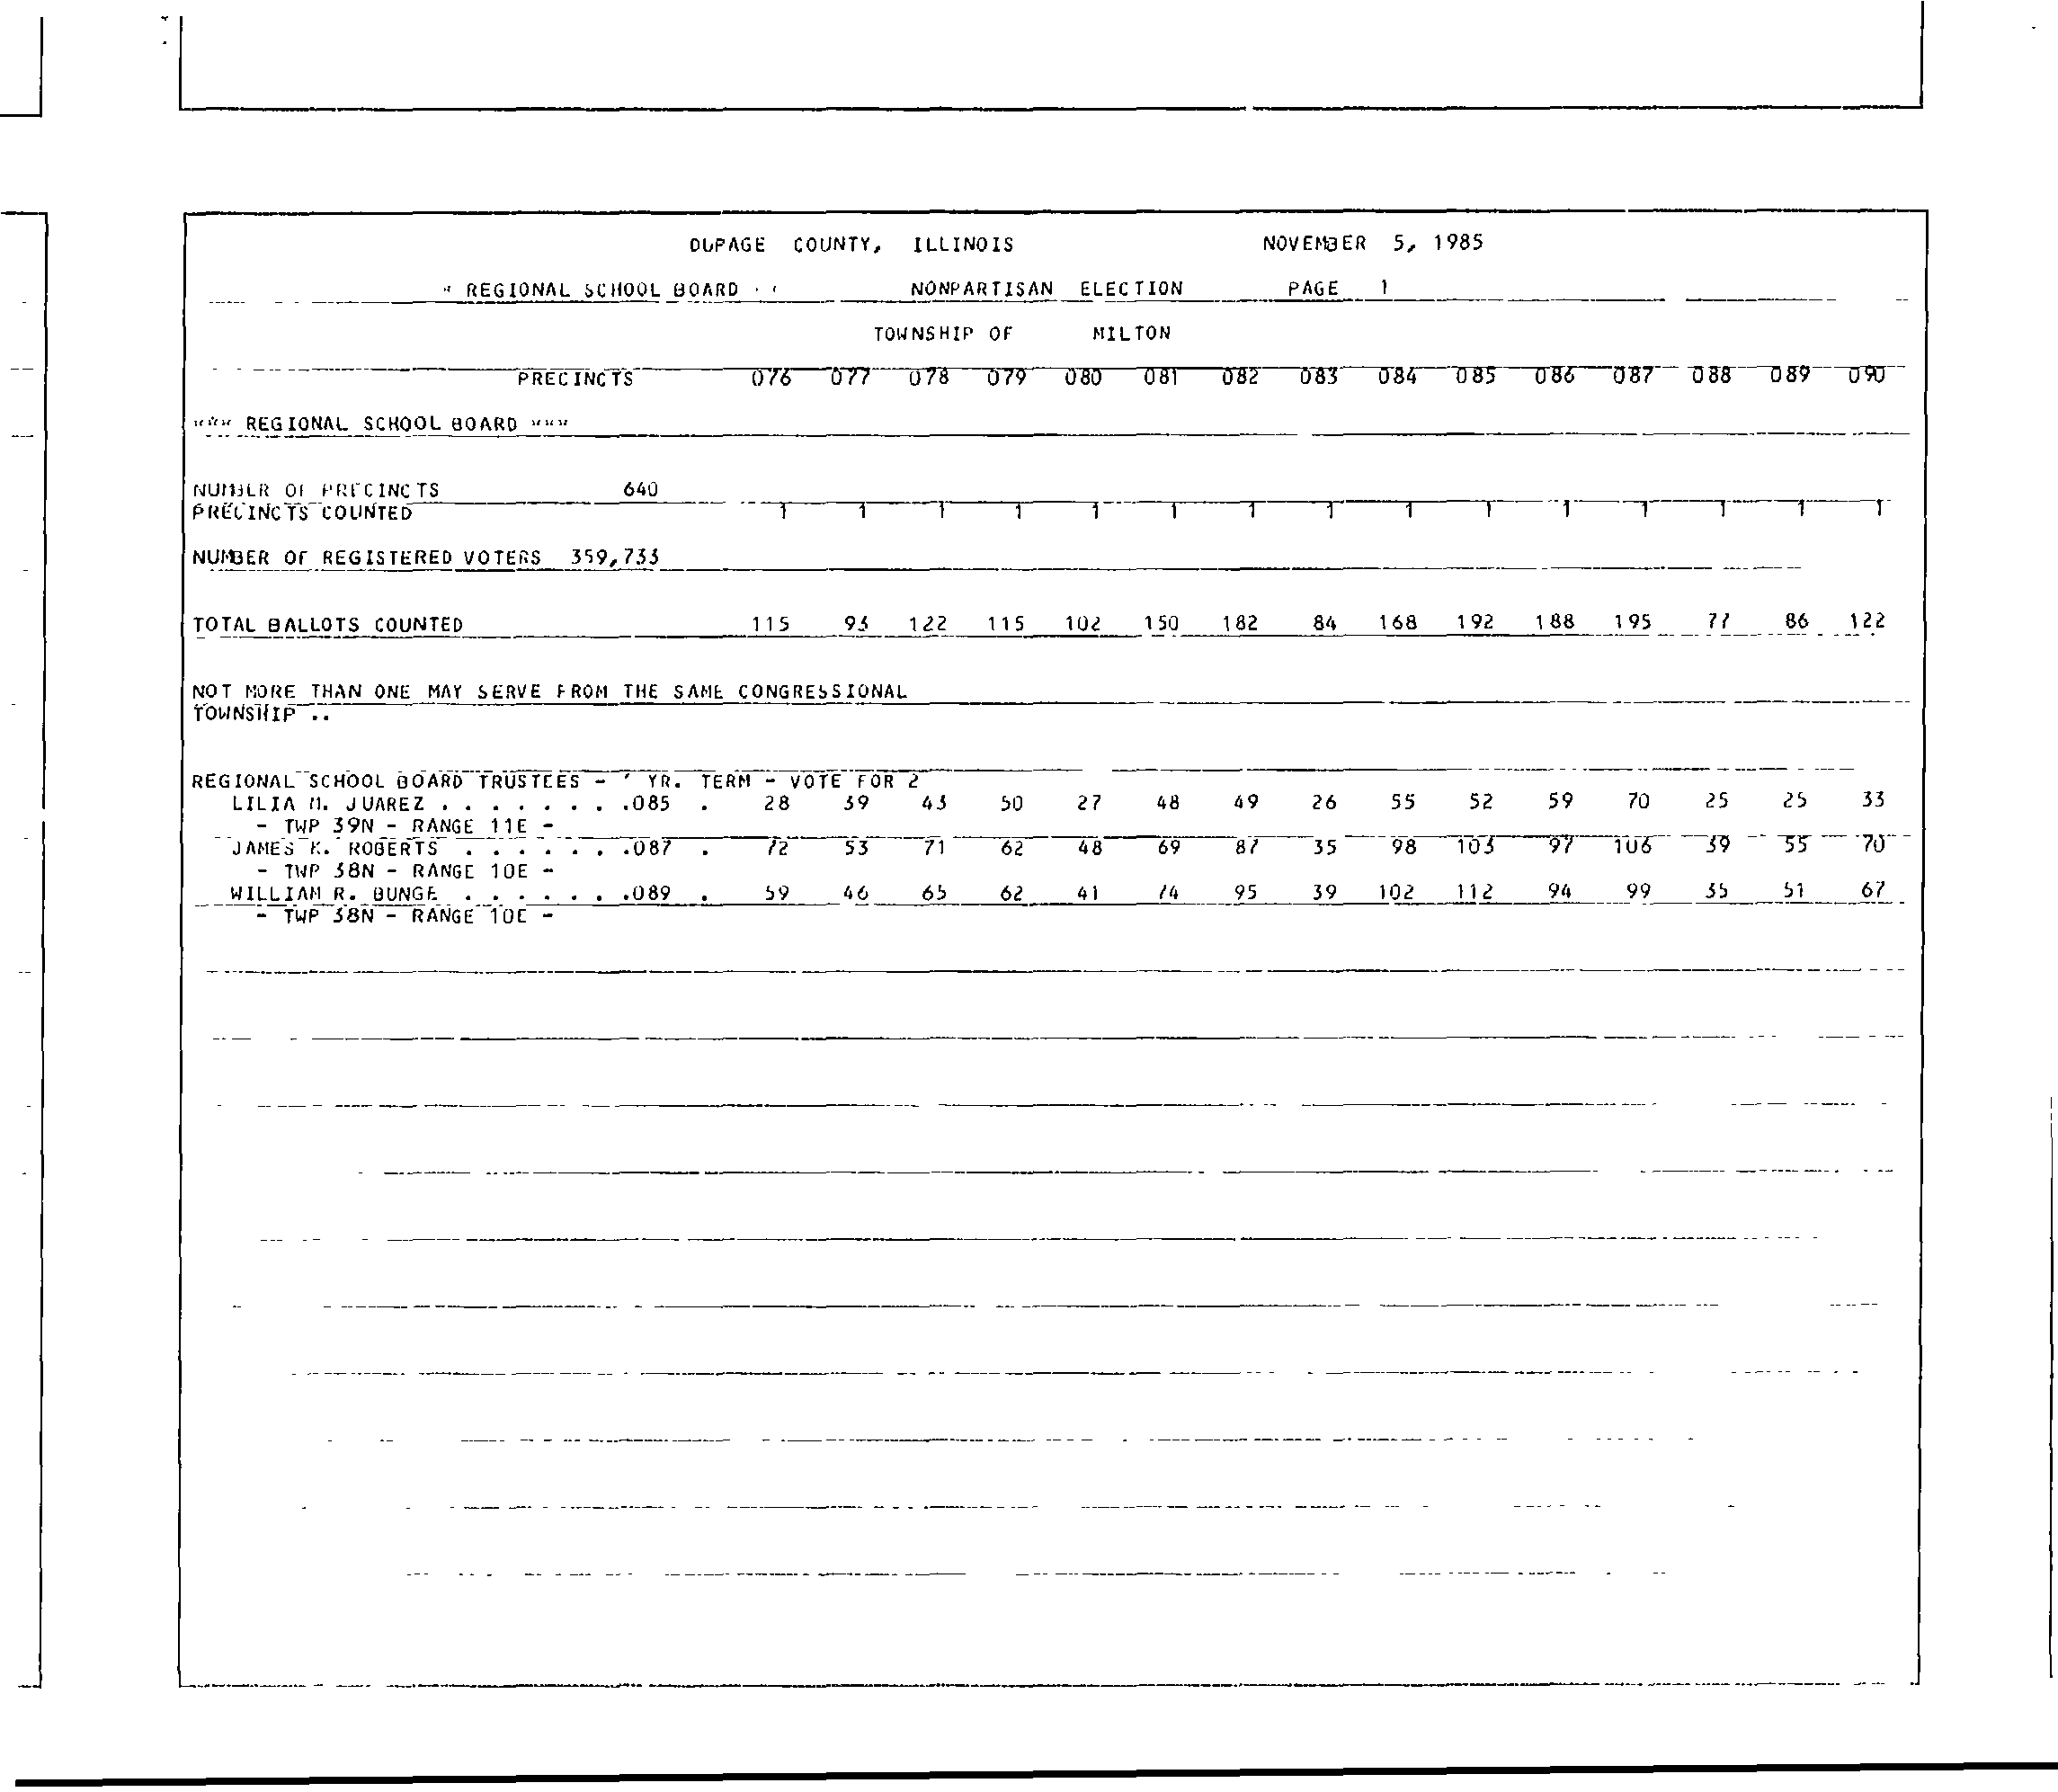 DUPAGE COUNTY, ILLINOIS NOVEMBER 5, 1985
REGIONAL SCHOOL BOARD NONPARTISAN ELECTION PAGE 1
TOWNSHIP OF MILTON
PRECINCTS 076 077 078 079 080 081 082 083 084 085 086 087 088 089 090
*** REGIONAL SCHOOL BOARD ***
NUMBER OF PRECINCTS 640
PRECINCTS COUNTED 1 1 1 1 1 1 1 1 1 1 1 1 1 1 1
NUMBER OF REGISTERED VOTERS 359,733
TOTAL BALLOTS COUNTED 115 93 122 115 102 150 182 84 168 192 188 195 77 86 122
NOT MORE THAN ONE MAY SERVE FROM THE SAME CONGRESSIONAL
TOWNSHIP ..
REGIONAL SCHOOL BOARD TRUSTEES - YR. TERM - VOTE FOR 2
LILIA M. JUAREZ . . . . . . . .085 . 28 39 43 50 27 48 49 26 55 52 59 70 25 25 33
- TWP 39N - RANGE 11E -
JAMES K. ROBERTS . . . . . . .087 . 72 53 71 62 48 69 87 35 98 103 97 106 39 55 70
- TWP 38N - RANGE 10E -
WILLIAM R. BUNGE . . . . . . .089 . 59 46 65 62 41 74 95 39 102 112 94 99 35 51 67
- TWP 38N - RANGE 10E -